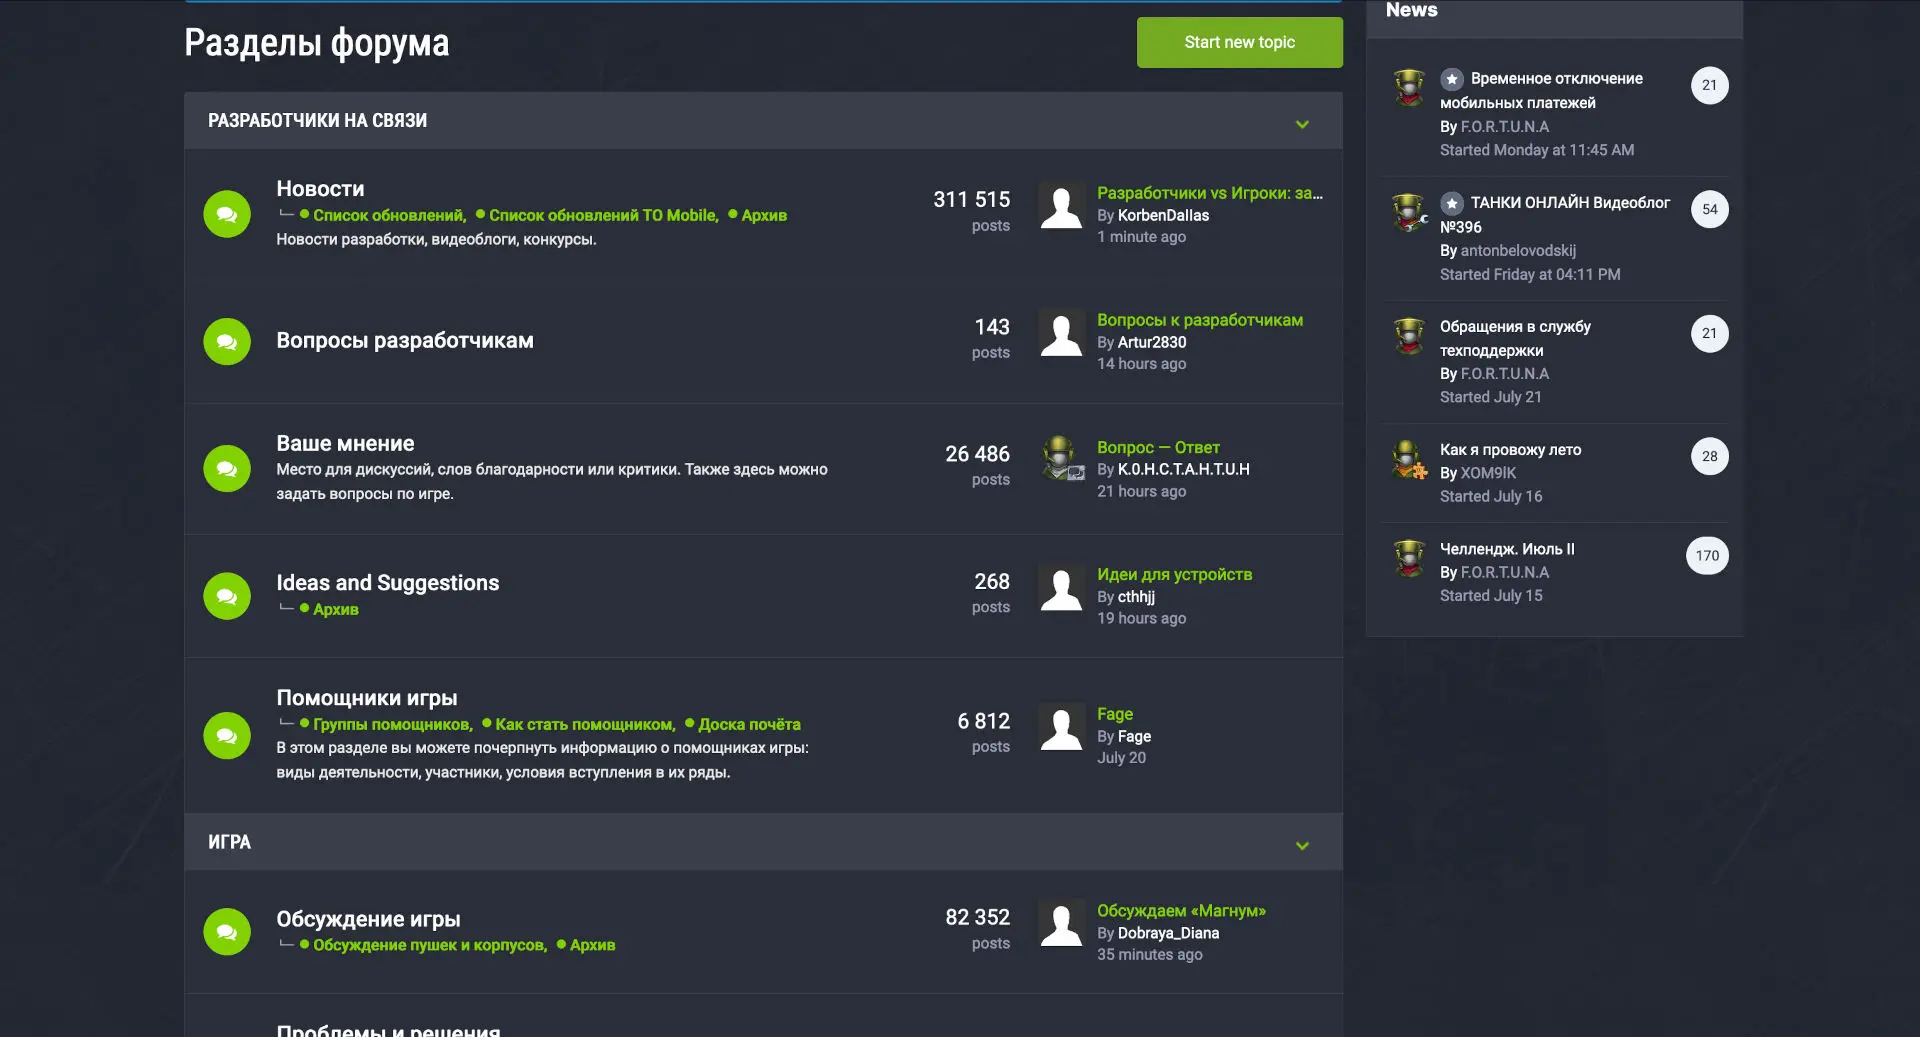 Разделы форума
Start new topic
РАЗРАБОТЧИКИ НА СВЯЗИ
Новости
Список обновлений, Список обновлений ТО Mobile, Архив
Новости разработки, видеоблоги, конкурсы.
311 515
posts
Разработчики vs Игроки: за...
By KorbenDallas
1 minute ago
Вопросы разработчикам
143
posts
Вопросы к разработчикам
By Artur2830
14 hours ago
Ваше мнение
Место для дискуссий, слов благодарности или критики. Также здесь можно
задать вопросы по игре.
26 486
posts
Вопрос — Ответ
By K.0.H.C.T.A.H.T.U.H
21 hours ago
Ideas and Suggestions
Архив
268
posts
Идеи для устройств
By cthhjj
19 hours ago
Помощники игры
Группы помощников, Как стать помощником, Доска почёта
В этом разделе вы можете почерпнуть информацию о помощниках игры:
виды деятельности, участники, условия вступления в их ряды.
6 812
posts
Fage
By Fage
July 20
ИГРА
Обсуждение игры
Обсуждение пушек и корпусов, Архив
82 352
posts
Обсуждаем «Магнум»
By Dobraya_Diana
35 minutes ago
Проблемы и решения
News
Временное отключение
мобильных платежей
By F.O.R.T.U.N.A
Started Monday at 11:45 AM
21
ТАНКИ ОНЛАЙН Видеоблог
№396
By antonbelovodskij
Started Friday at 04:11 PM
54
Обращения в службу
техподдержки
By F.O.R.T.U.N.A
Started July 21
21
Как я провожу лето
By XOM9lK
Started July 16
28
Челлендж. Июль II
By F.O.R.T.U.N.A
Started July 15
170